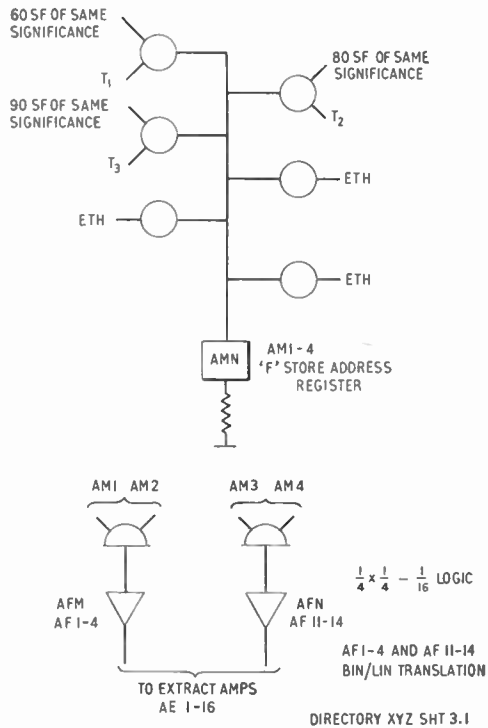 60 SF OF SAME
SIGNIFICANCE
T1
80 SF OF SAME
SIGNIFICANCE
T2
90 SF OF SAME
SIGNIFICANCE
T3
ETH
ETH
ETH
AMN
AM1-4
'F' STORE ADDRESS
REGISTER
AM1 AM2
AM3 AM4
AFM
AF 1-4
AFN
AF 11-14
1/4 x 1/4 - 1/16 LOGIC
AF1-4 AND AF 11-14
BIN/LIN TRANSLATION
TO EXTRACT AMPS
AE 1-16
DIRECTORY XYZ SHT 3.1